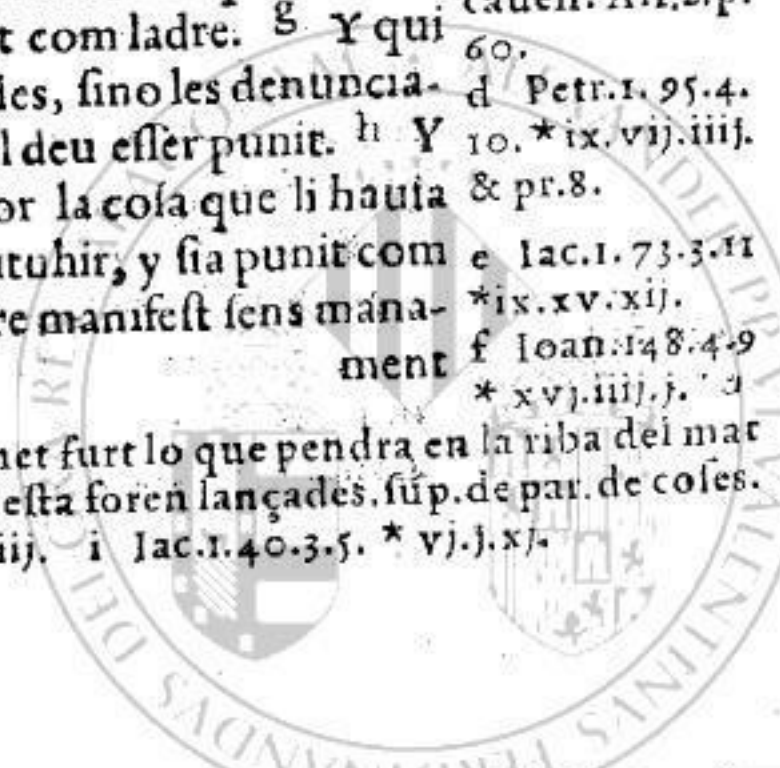 t com ladre. g Y qui
ies, ſino les denuncia-
l deu eſſer punit. h Y
or la coſa que li hauia
tuhir, y ſia punit com
re manifeſt ſens mána-
ment
60.
d Petr.1. 95.4.
10. * ix. vij. iiij.
& pr.8.
e Iac.1. 73.3.11
*ix.xv.xij.
f Ioan.148.4.9
* xvj.iiij.j.
met furt lo que pendra en la riba del mar
eſta foren lançades. ſup. de par. de coſes.
iij. i Iac.1.40.3.5. * vj.j.xj.